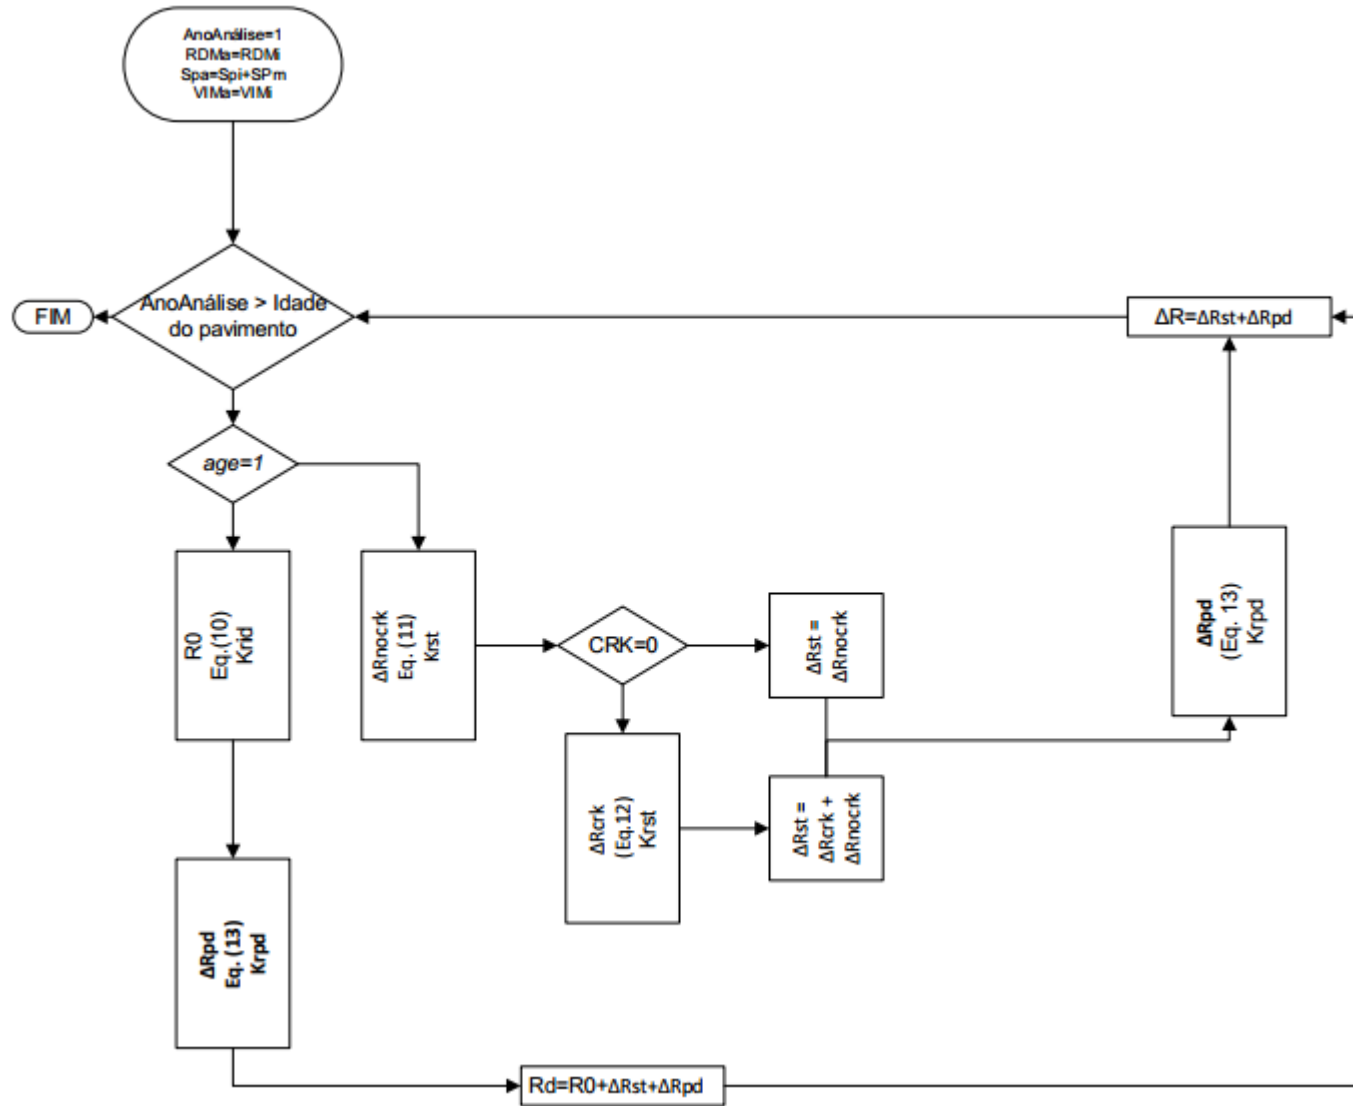 AnoAnálise=1
RDMa=RDMi
Spa=Spi+SPm
VIMa=VIMi
AnoAnálise > Idade
do pavimento
FIM
ΔR=ΔRst+ΔRpd
age=1
R0
Eq.(10)
Krid
ΔRnocrk
Eq. (11)
Krst
CRK=0
ΔRst =
ΔRnocrk
ΔRpd
(Eq. 13)
Krpd
ΔRcrk
(Eq.12)
Krst
ΔRst =
ΔRcrk +
ΔRnocrk
ΔRpd
Eq. (13)
Krpd
Rd=R0+ΔRst+ΔRpd